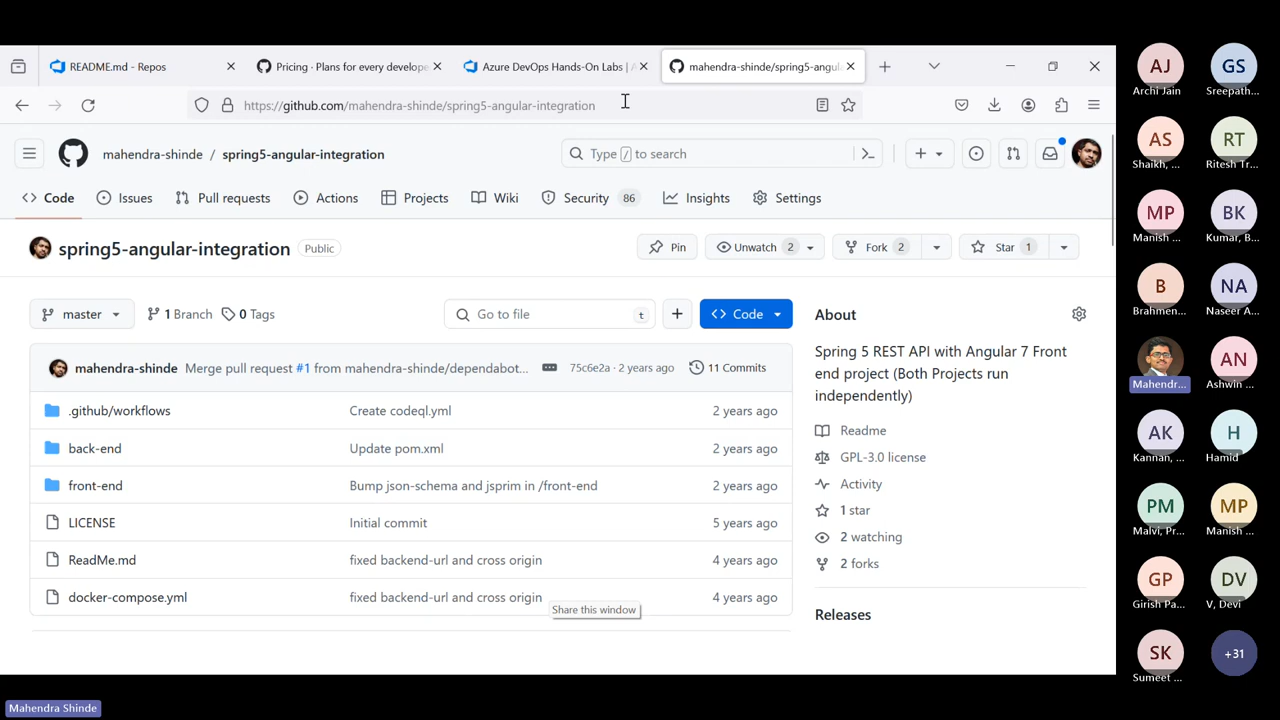 README.md - Repos
Pricing · Plans for every develope
Azure DevOps Hands-On Labs | A
mahendra-shinde/spring5-angula
https://github.com/mahendra-shinde/spring5-angular-integration
mahendra-shinde / spring5-angular-integration
Type / to search
Code
Issues
Pull requests
Actions
Projects
Wiki
Security 86
Insights
Settings
spring5-angular-integration Public
Pin
Unwatch 2
Fork 2
Star 1
master
1 Branch
0 Tags
Go to file t
Code
mahendra-shinde Merge pull request #1 from mahendra-shinde/dependabot... 75c6e2a · 2 years ago 11 Commits
.github/workflows Create codeql.yml 2 years ago
back-end Update pom.xml 2 years ago
front-end Bump json-schema and jsprim in /front-end 2 years ago
LICENSE Initial commit 5 years ago
ReadMe.md fixed backend-url and cross origin 4 years ago
docker-compose.yml fixed backend-url and cross origin 4 years ago
Share this window
About
Spring 5 REST API with Angular 7 Front
end project (Both Projects run
independently)
Readme
GPL-3.0 license
Activity
1 star
2 watching
2 forks
Releases
AJ
Archi Jain
GS
Sreepath...
AS
Shaikh, ...
RT
Ritesh Tr...
MP
Manish ...
BK
Kumar, B...
B
Brahmen...
NA
Naseer A...
Mahendr...
AN
Ashwin ...
AK
Kannan, ...
H
Hamid
PM
Malvi, Pr...
MP
Manish ...
GP
Girish Pa...
DV
V, Devi
SK
Sumeet ...
+31
Mahendra Shinde